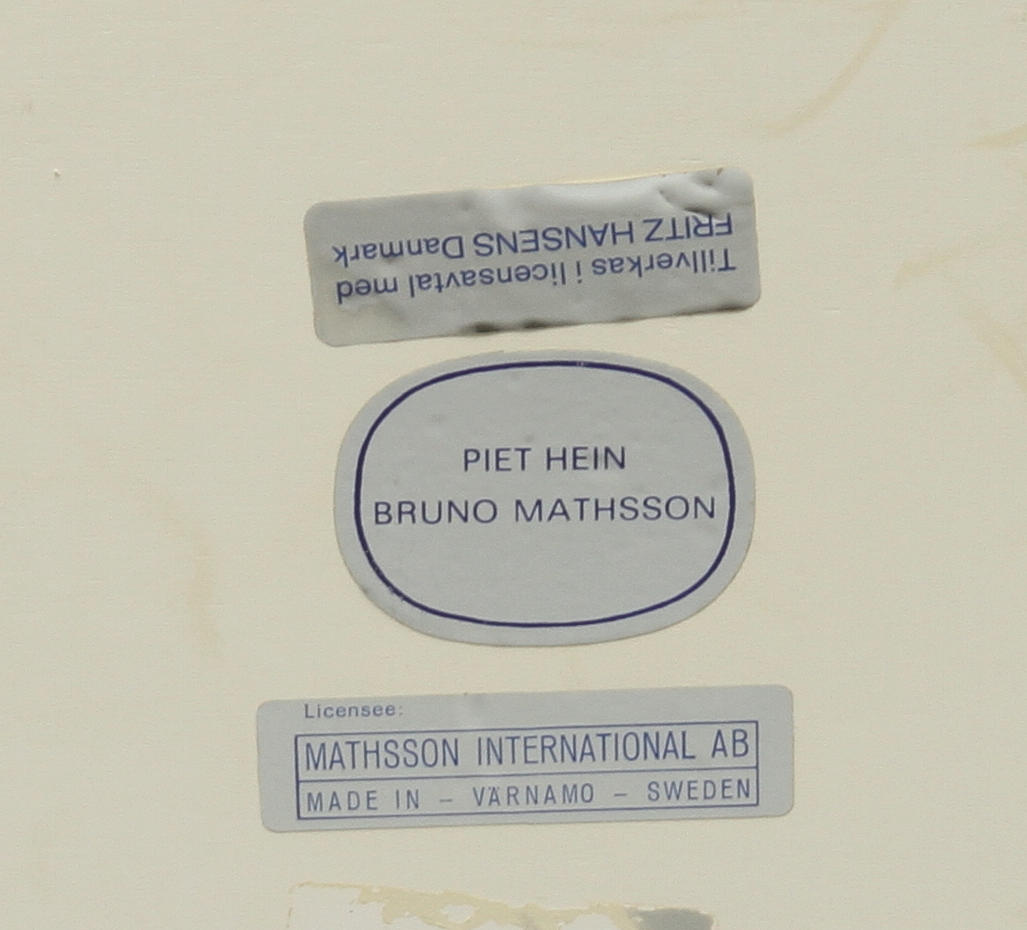 Tillverkas i licensavtal med
FRITZ HANSENS Danmark
PIET HEIN
BRUNO MATHSSON
Licensee:
MATHSSON INTERNATIONAL AB
MADE IN – VÄRNAMO – SWEDEN